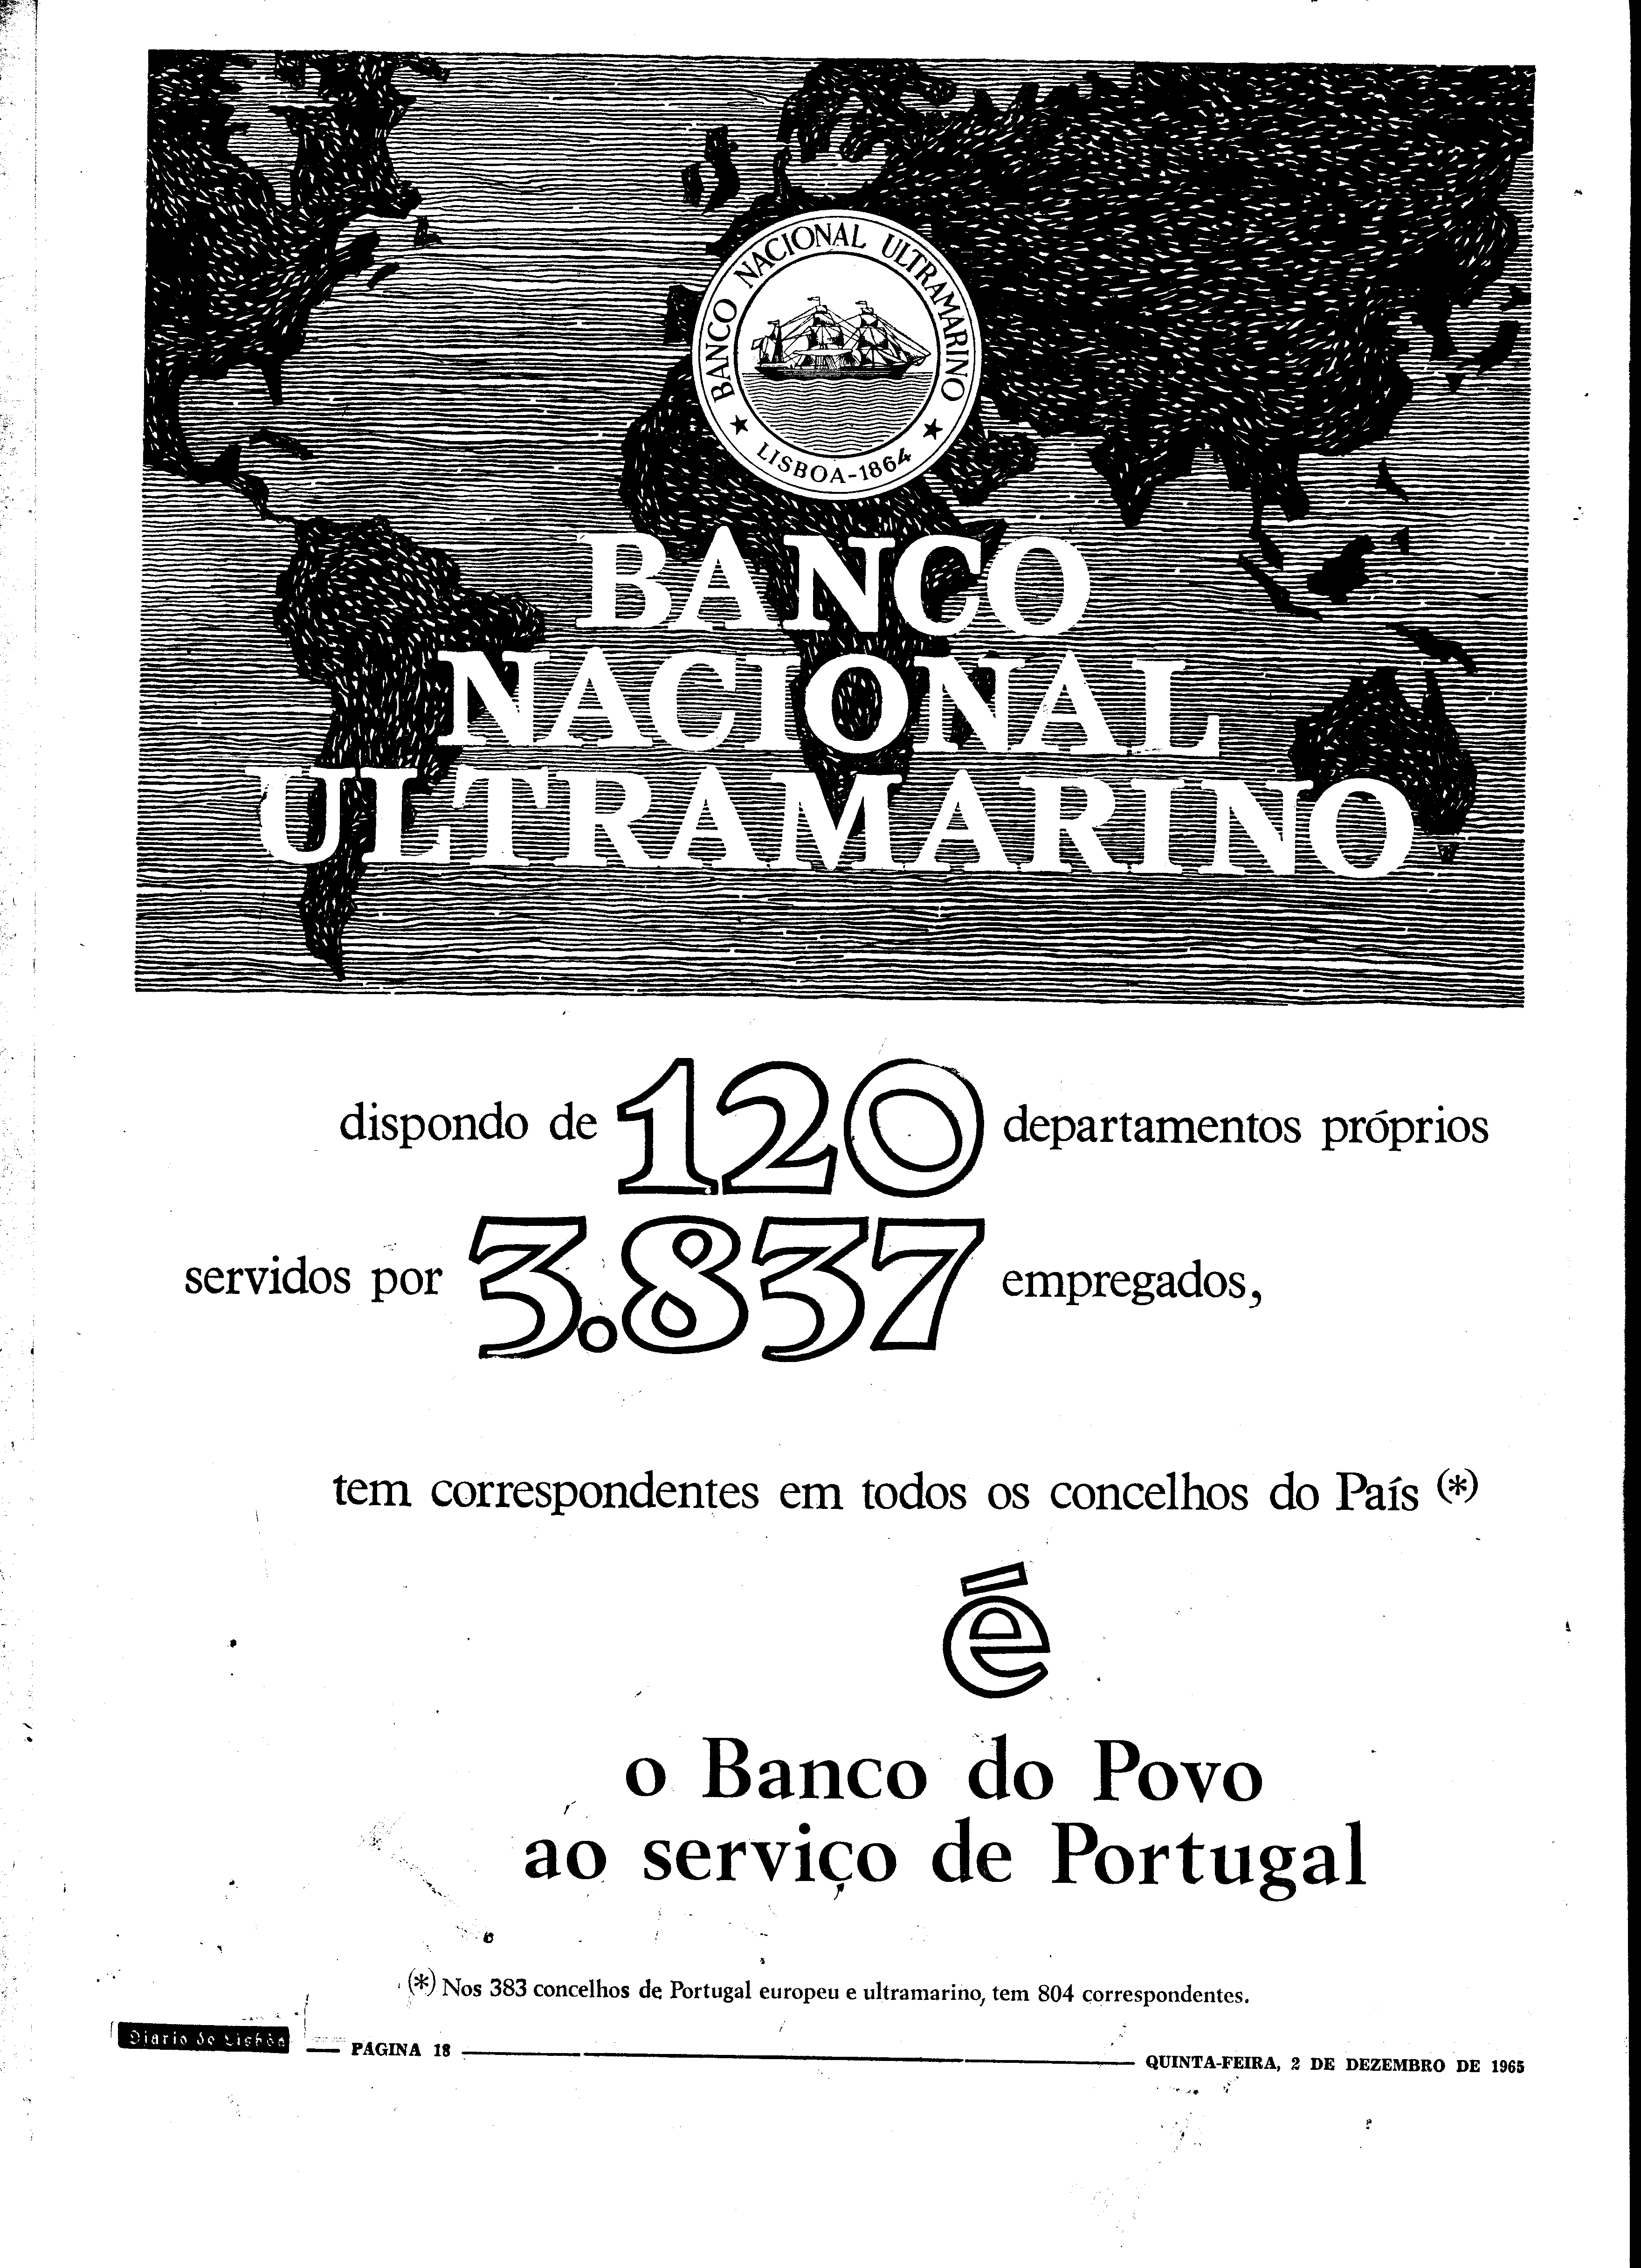 BANCO NACIONAL ULTRAMARINO
★ LISBOA-1864 ★
BANCO
NACIONAL
ULTRAMARINO
dispondo de 120 departamentos próprios
servidos por 3.837 empregados,
tem correspondentes em todos os concelhos do País (*)
é
o Banco do Povo
ao serviço de Portugal
(*) Nos 383 concelhos de Portugal europeu e ultramarino, tem 804 correspondentes.
Diario de Lisboa — PAGINA 18 — QUINTA-FEIRA, 2 DE DEZEMBRO DE 1965